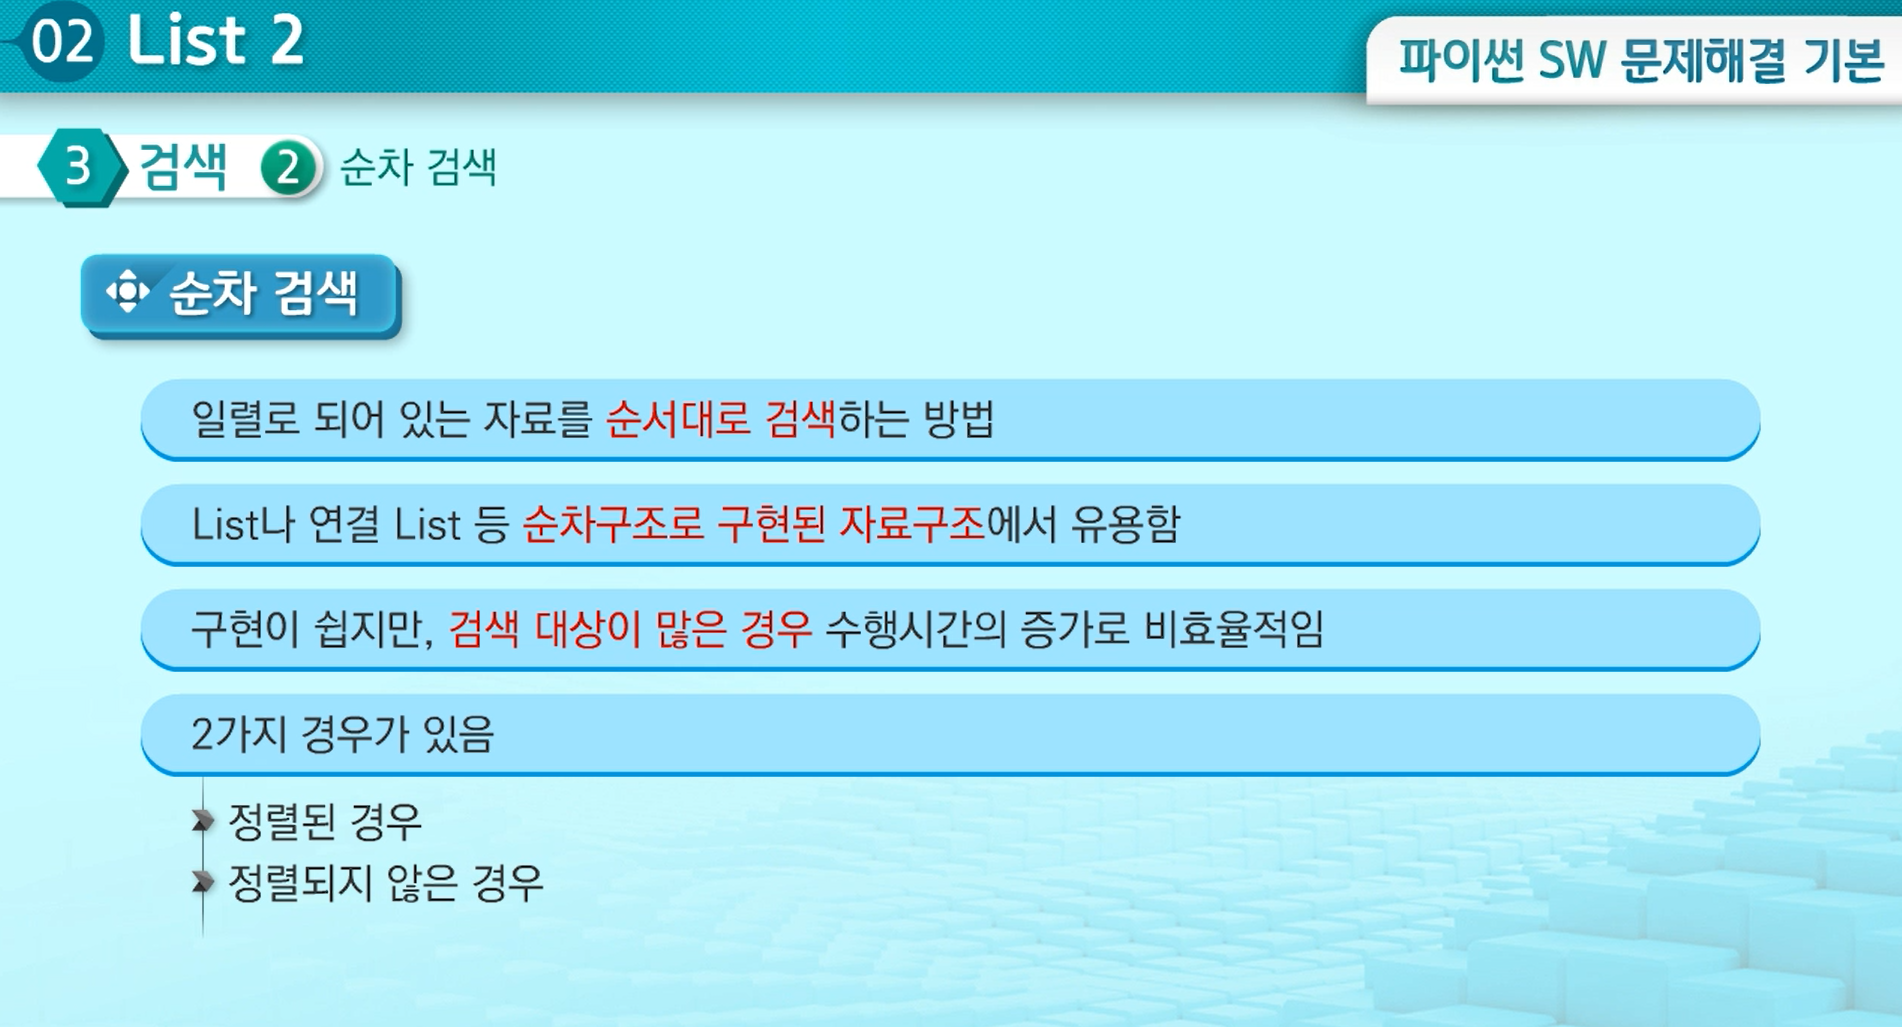 02 List 2
파이썬 SW 문제해결 기본
3 검색 2 순차 검색
순차 검색
일렬로 되어 있는 자료를 순서대로 검색하는 방법
List나 연결 List 등 순차구조로 구현된 자료구조에서 유용함
구현이 쉽지만, 검색 대상이 많은 경우 수행시간의 증가로 비효율적임
2가지 경우가 있음
정렬된 경우
정렬되지 않은 경우